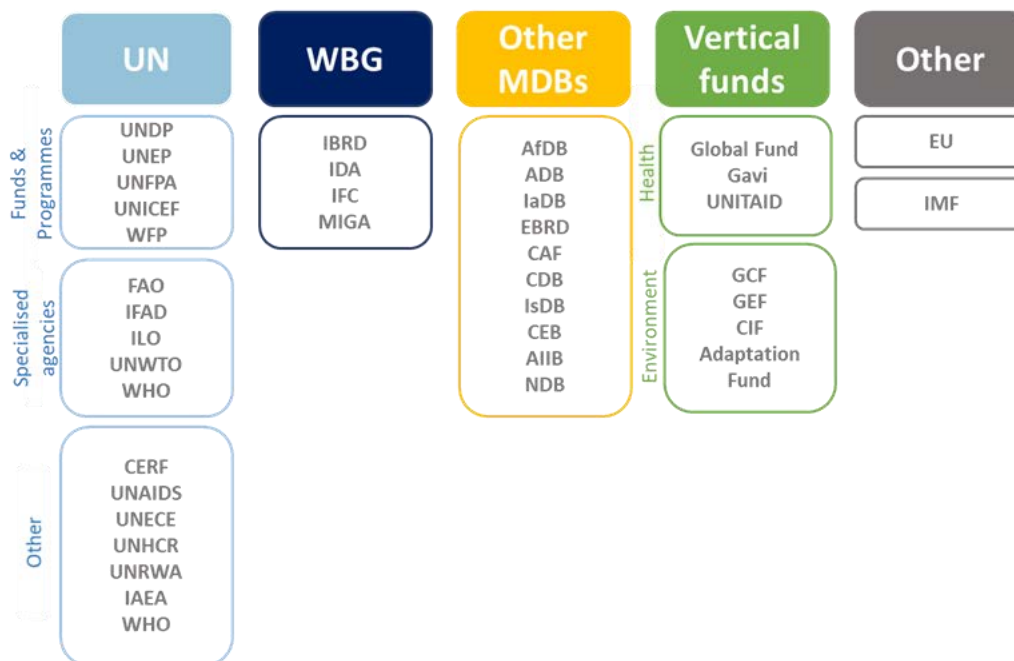 UN
WBG
Other
MDBs
Vertical
funds
Other
Funds &
Programmes
UNDP
UNEP
UNFPA
UNICEF
WFP
Specialised
agencies
FAO
IFAD
ILO
UNWTO
WHO
Other
CERF
UNAIDS
UNECE
UNHCR
UNRWA
IAEA
WHO
IBRD
IDA
IFC
MIGA
AfDB
ADB
IaDB
EBRD
CAF
CDB
IsDB
CEB
AIIB
NDB
Health
Global Fund
Gavi
UNITAID
Environment
GCF
GEF
CIF
Adaptation
Fund
EU
IMF